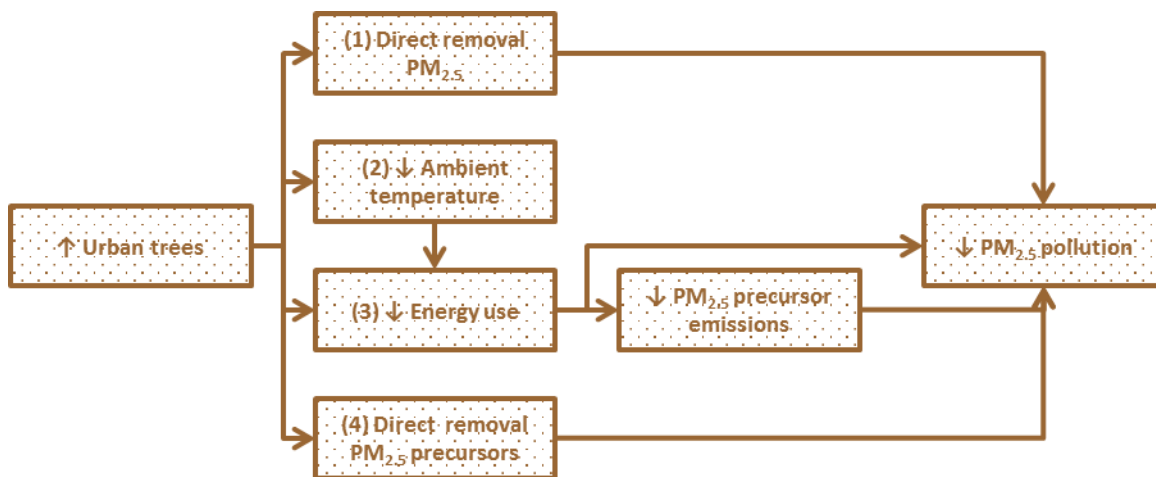 (1) Direct removal
PM2.5
(2) ↓ Ambient
temperature
↑ Urban trees
↓ PM2.5 pollution
(3) ↓ Energy use
↓ PM2.5 precursor
emissions
(4) Direct removal
PM2.5 precursors